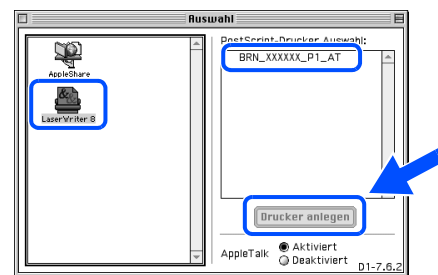 Auswahl
AppleShare
LaserWriter 8
PostScript-Drucker Auswahl:
BRN_XXXXXX_P1_AT
Drucker anlegen
AppleTalk
Aktiviert
Deaktiviert
D1-7.6.2